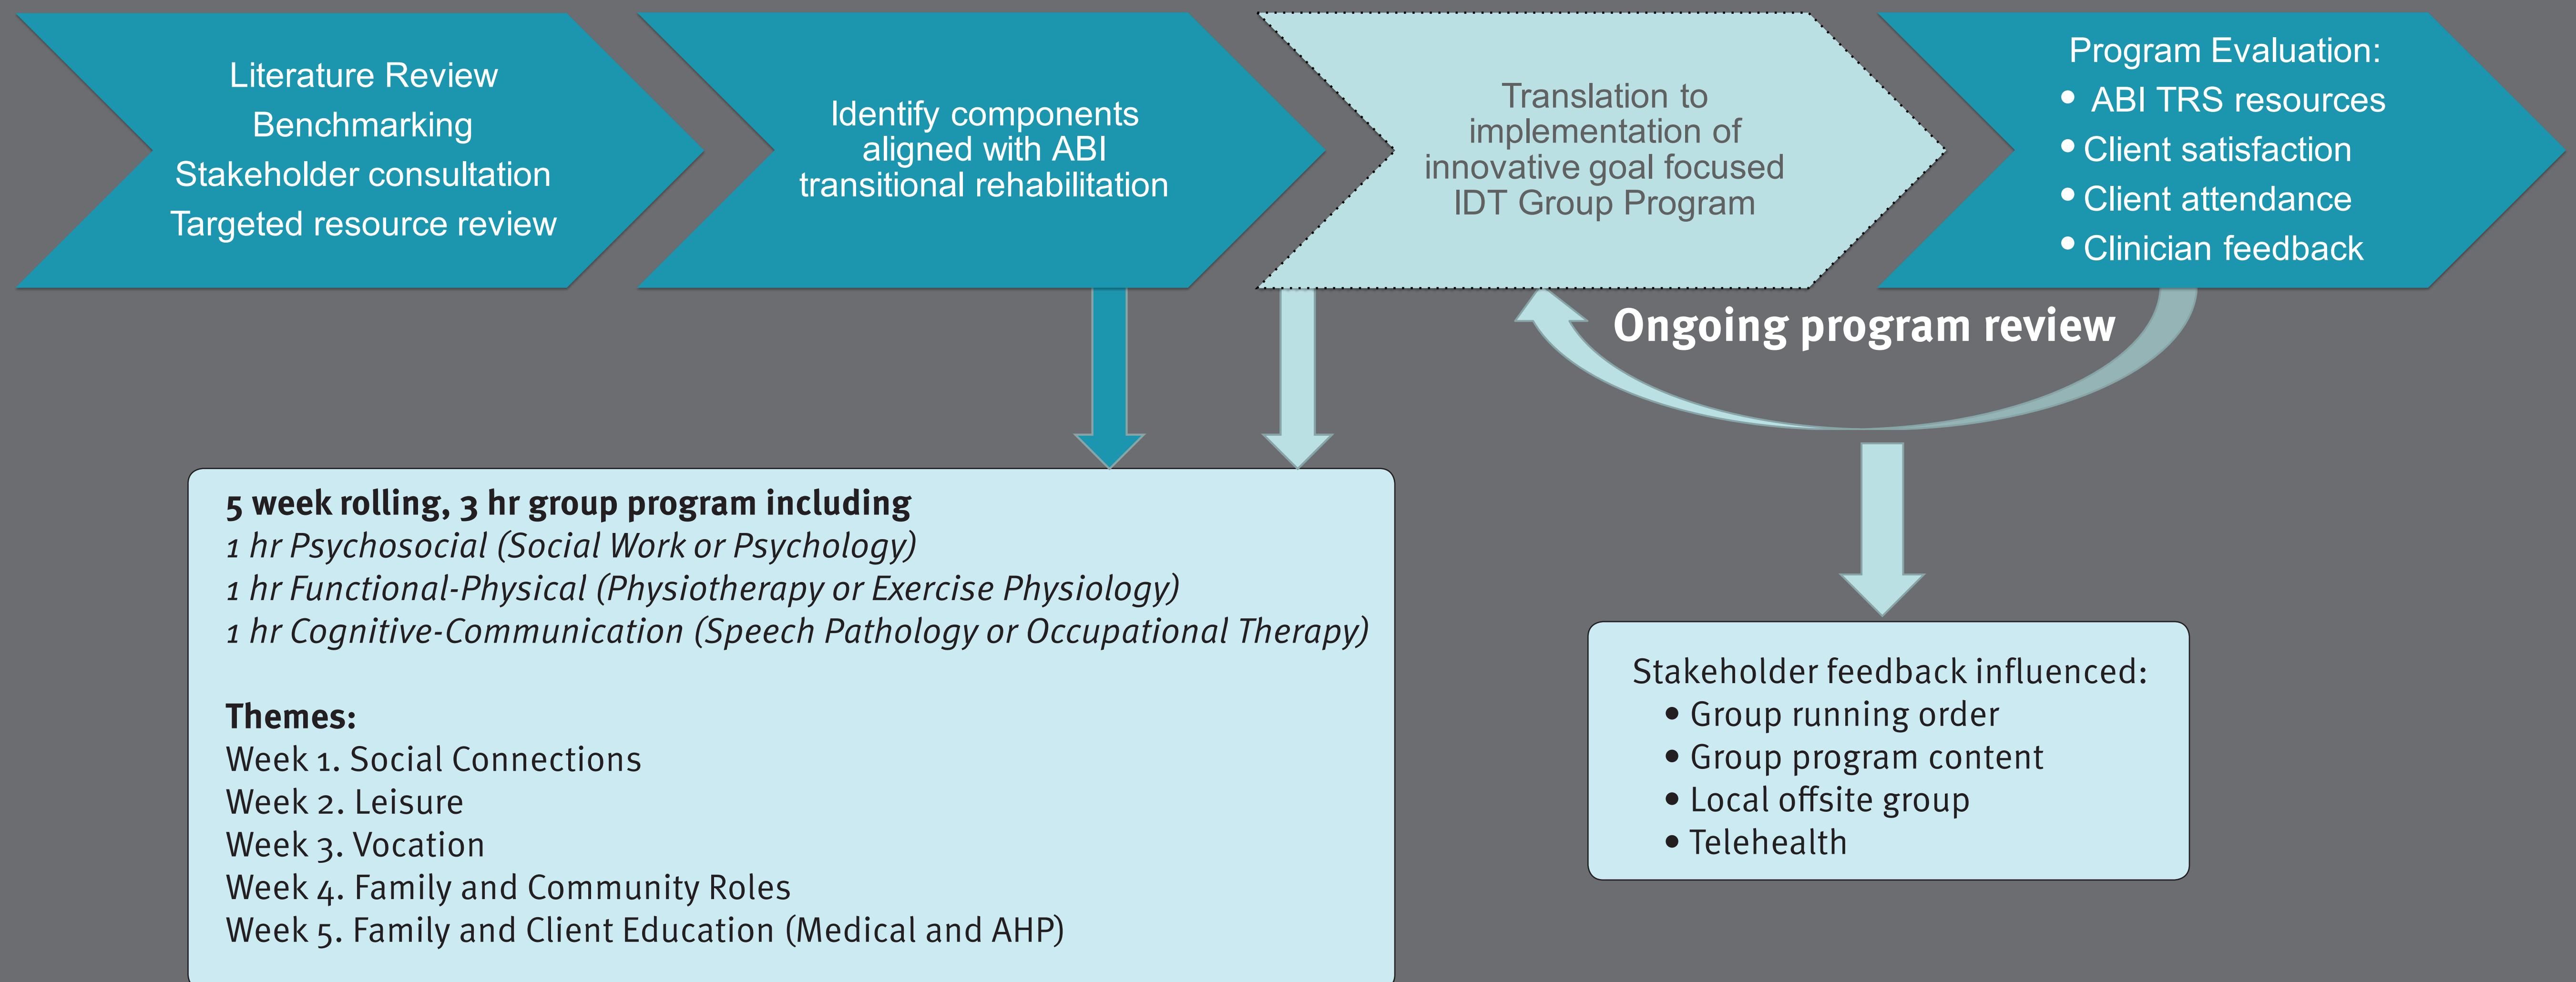 Literature Review
Benchmarking
Stakeholder consultation
Targeted resource review
Identify components
aligned with ABI
transitional rehabilitation
Translation to
implementation of
innovative goal focused
IDT Group Program
Program Evaluation:
• ABI TRS resources
• Client satisfaction
• Client attendance
• Clinician feedback
Ongoing program review
5 week rolling, 3 hr group program including
1 hr Psychosocial (Social Work or Psychology)
1 hr Functional-Physical (Physiotherapy or Exercise Physiology)
1 hr Cognitive-Communication (Speech Pathology or Occupational Therapy)
Themes:
Week 1. Social Connections
Week 2. Leisure
Week 3. Vocation
Week 4. Family and Community Roles
Week 5. Family and Client Education (Medical and AHP)
Stakeholder feedback influenced:
• Group running order
• Group program content
• Local offsite group
• Telehealth